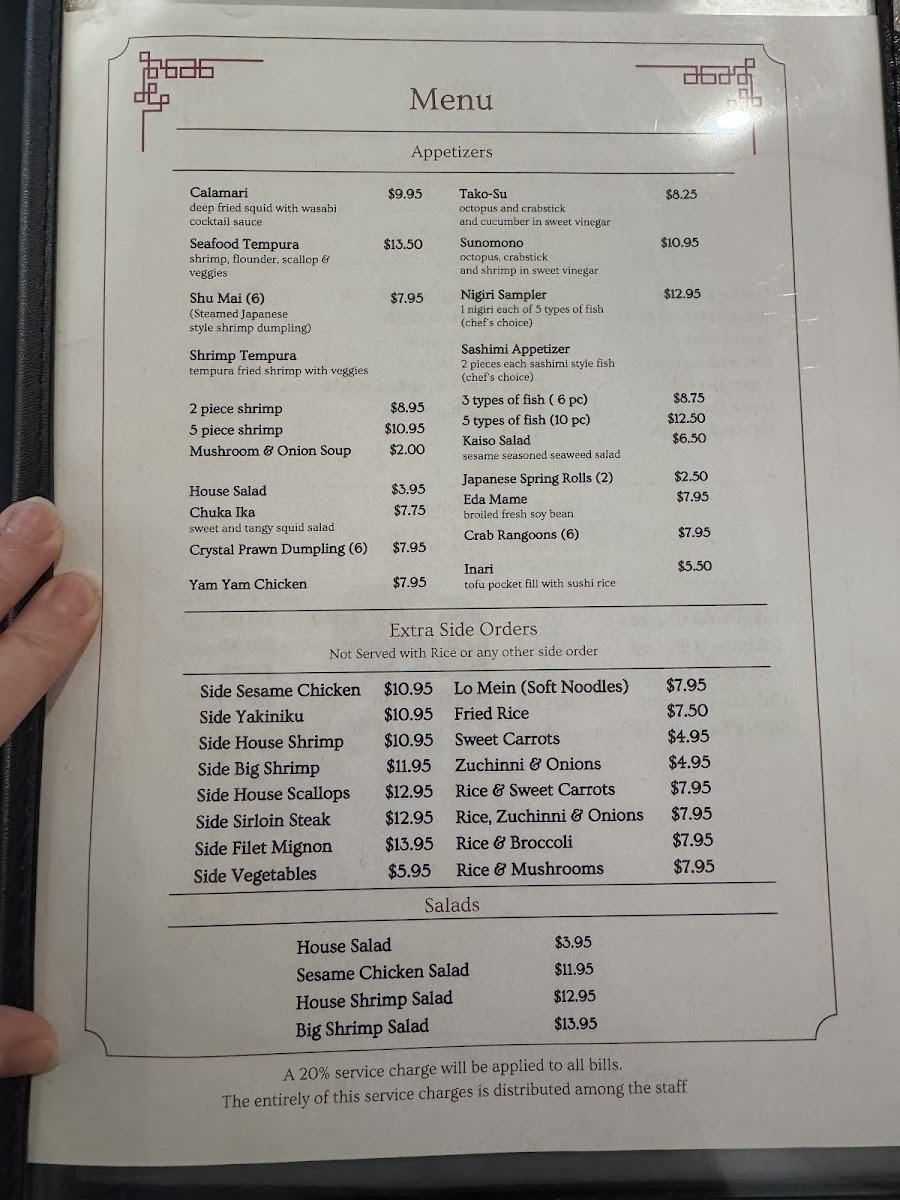 Menu
Appetizers
Calamari $9.95
deep fried squid with wasabi
cocktail sauce
Seafood Tempura $13.50
shrimp, flounder, scallop &
veggies
Shu Mai (6) $7.95
(Steamed Japanese
style shrimp dumpling)
Shrimp Tempura
tempura fried shrimp with veggies
2 piece shrimp $8.95
5 piece shrimp $10.95
Mushroom & Onion Soup $2.00
House Salad $3.95
Chuka Ika $7.75
sweet and tangy squid salad
Crystal Prawn Dumpling (6) $7.95
Yam Yam Chicken $7.95
Tako-Su $8.25
octopus and crabstick
and cucumber in sweet vinegar
Sunomono $10.95
octopus, crabstick
and shrimp in sweet vinegar
Nigiri Sampler $12.95
1 nigiri each of 5 types of fish
(chef's choice)
Sashimi Appetizer
2 pieces each sashimi style fish
(chef's choice)
3 types of fish ( 6 pc) $8.75
5 types of fish (10 pc) $12.50
Kaiso Salad $6.50
sesame seasoned seaweed salad
Japanese Spring Rolls (2) $2.50
Eda Mame $7.95
broiled fresh soy bean
Crab Rangoons (6) $7.95
Inari $5.50
tofu pocket fill with sushi rice
Extra Side Orders
Not Served with Rice or any other side order
Side Sesame Chicken $10.95 Lo Mein (Soft Noodles) $7.95
Side Yakiniku $10.95 Fried Rice $7.50
Side House Shrimp $10.95 Sweet Carrots $4.95
Side Big Shrimp $11.95 Zuchinni & Onions $4.95
Side House Scallops $12.95 Rice & Sweet Carrots $7.95
Side Sirloin Steak $12.95 Rice, Zuchinni & Onions $7.95
Side Filet Mignon $13.95 Rice & Broccoli $7.95
Side Vegetables $5.95 Rice & Mushrooms $7.95
Salads
House Salad $3.95
Sesame Chicken Salad $11.95
House Shrimp Salad $12.95
Big Shrimp Salad $13.95
A 20% service charge will be applied to all bills.
The entirely of this service charges is distributed among the staff